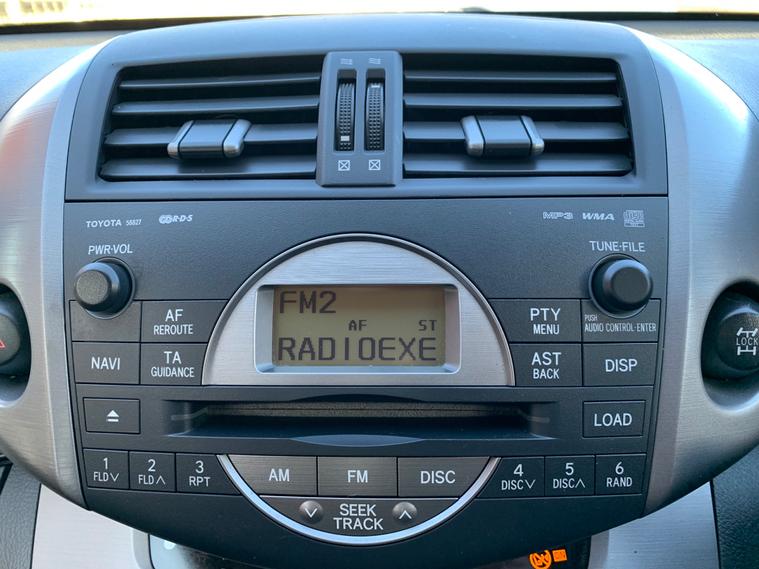 TOYOTA 58827 R·D·S
MP3 WMA
PWR·VOL
TUNE·FILE
FM2
AF ST
RADIOEXE
AF
REROUTE
PTY
MENU
PUSH
AUDIO CONTROL·ENTER
NAVI
TA
GUIDANCE
AST
BACK
DISP
LOCK
LOAD
1
FLD∨
2
FLD∧
3
RPT
AM
FM
DISC
4
DISC∨
5
DISC∧
6
RAND
SEEK
TRACK
∨ ∧